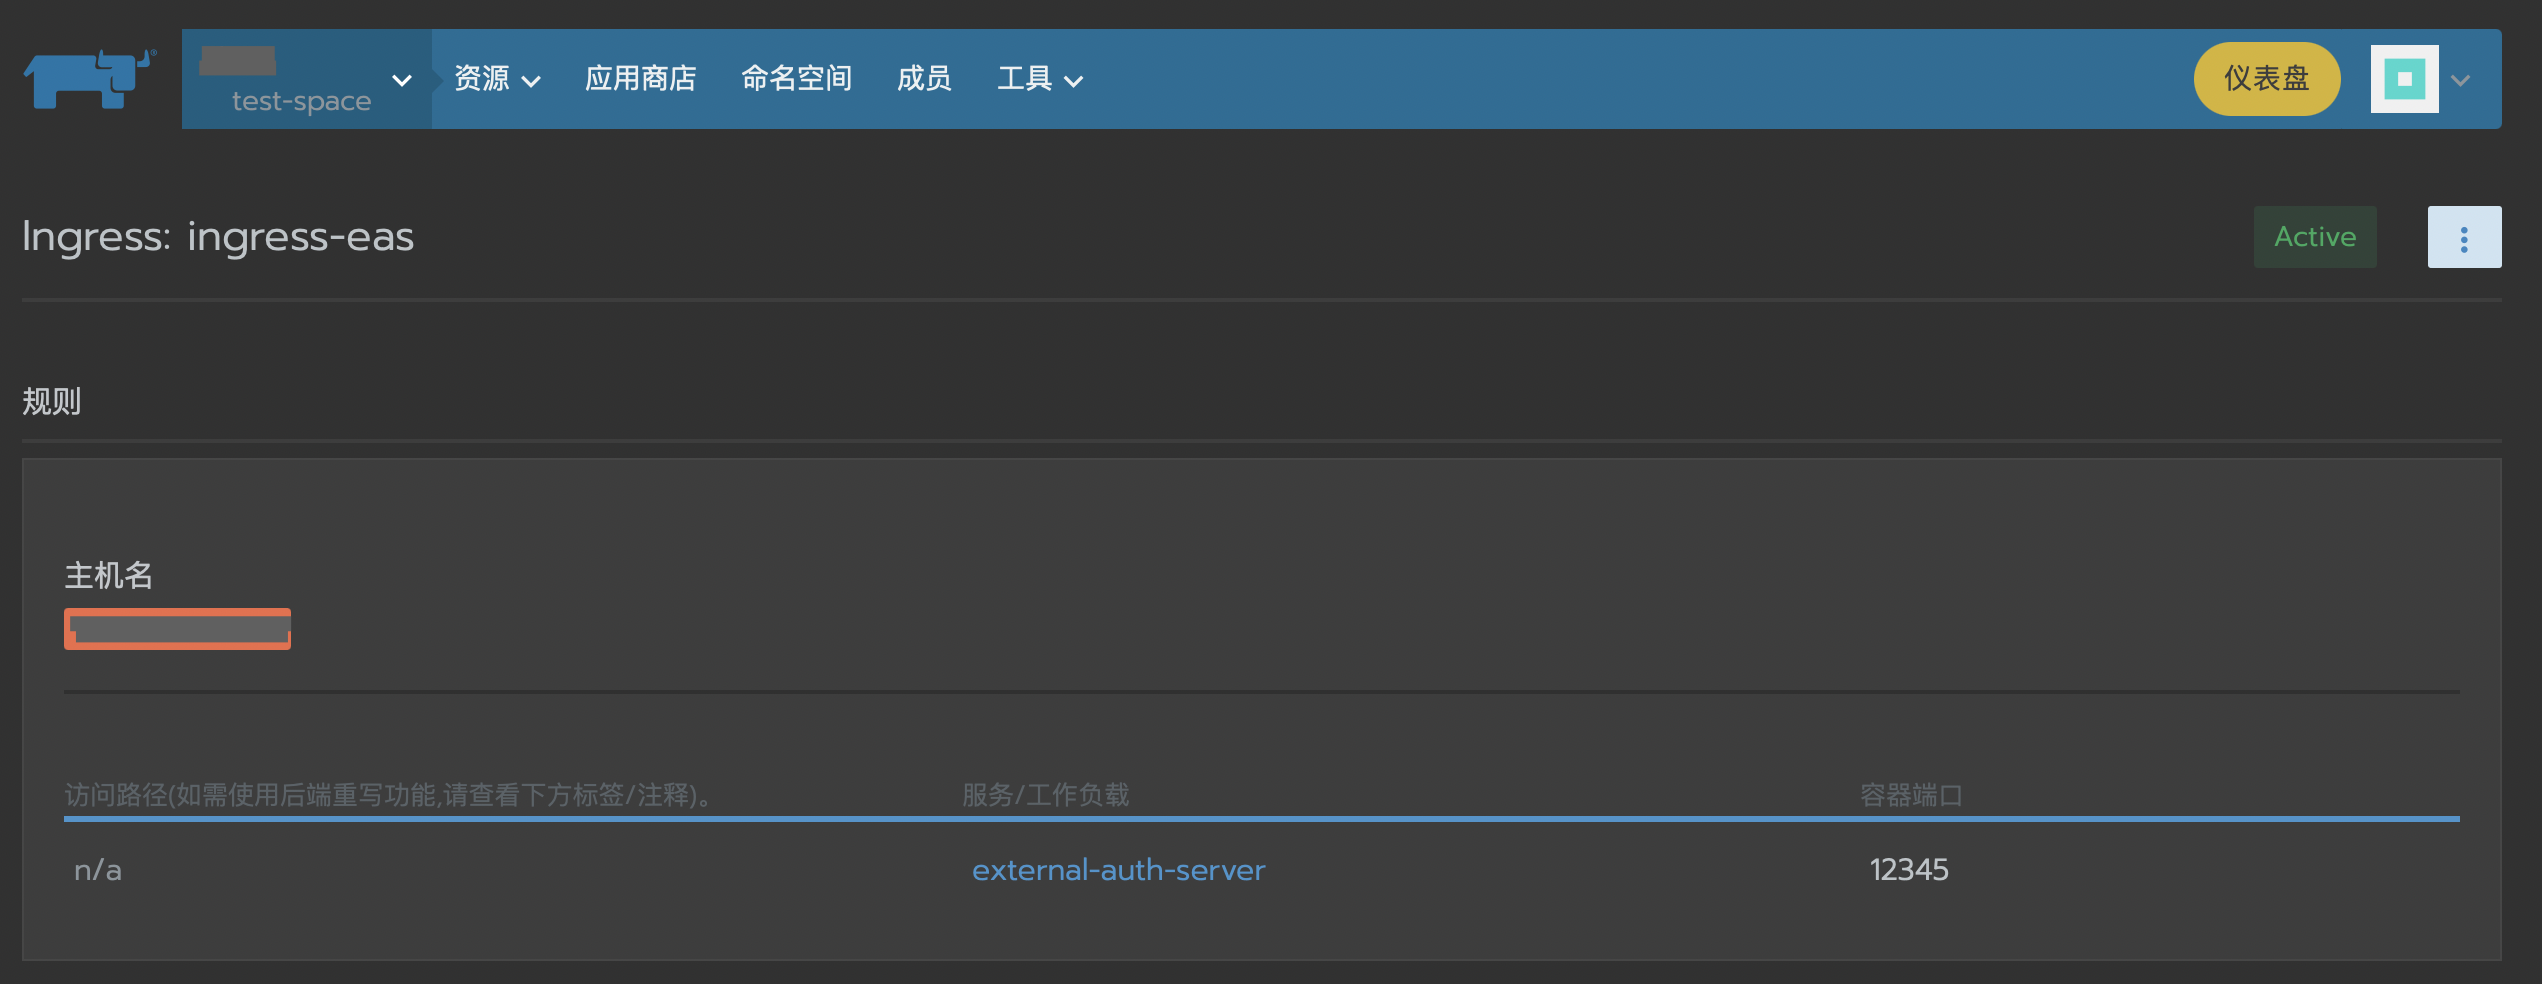 test-space
资源
应用商店
命名空间
成员
工具
仪表盘
Ingress: ingress-eas
Active
规则
主机名
访问路径(如需使用后端重写功能,请查看下方标签/注释)。
服务/工作负载
容器端口
n/a
external-auth-server
12345